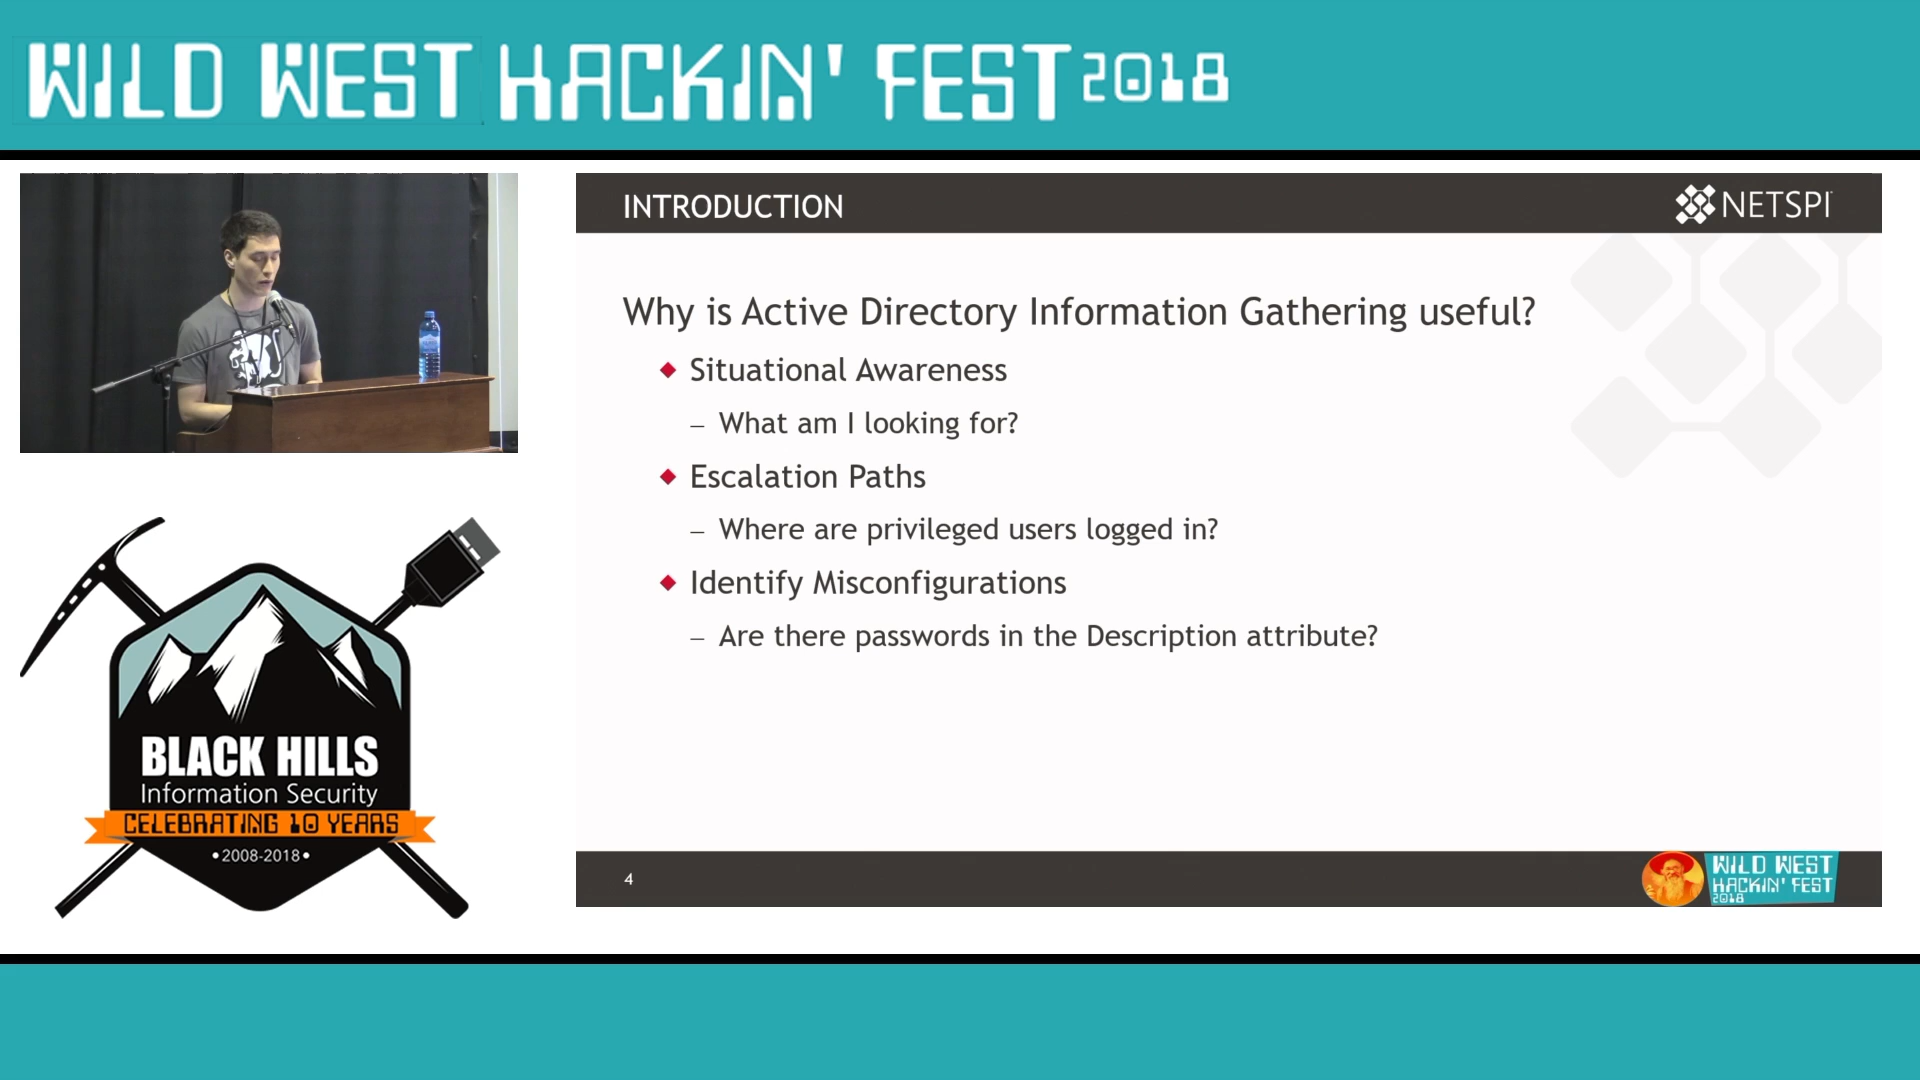 WILD WEST HACKIN' FEST 2018
INTRODUCTION
NETSPI
Why is Active Directory Information Gathering useful?
Situational Awareness
– What am I looking for?
Escalation Paths
– Where are privileged users logged in?
Identify Misconfigurations
– Are there passwords in the Description attribute?
4
WILD WEST
HACKIN' FEST
2018
BLACK HILLS
Information Security
CELEBRATING 10 YEARS
•2008-2018•